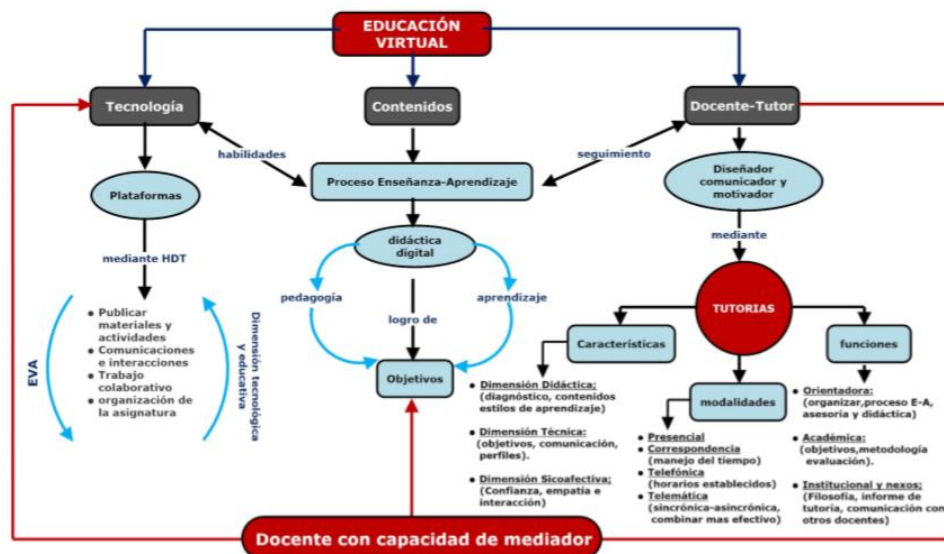 EDUCACIÓN
VIRTUAL
Tecnología
Contenidos
Docente-Tutor
habilidades
seguimiento
Plataformas
Proceso Enseñanza-Aprendizaje
Diseñador
comunicador y
motivador
mediante HDT
didáctica
digital
mediante
pedagogía
aprendizaje
logro de
Objetivos
EVA
● Publicar
materiales y
actividades
● Comunicaciones
e interacciones
● Trabajo
colaborativo
● organización de
la asignatura
Dimensión tecnológica
y educativa
TUTORIAS
Características
modalidades
funciones
● Dimensión Didáctica;
(diagnóstico, contenidos
estilos de aprendizaje)
● Dimensión Técnica:
(objetivos, comunicación,
perfiles).
● Dimensión Sicoafectiva;
(Confianza, empatía e
interacción)
● Presencial
● Correspondencia
(manejo del tiempo)
● Telefónica
(horarios establecidos)
● Telemática
(sincrónica-asincrónica,
combinar mas efectivo)
● Orientadora:
(organizar,proceso E-A,
asesoría y didáctica)
● Académica:
(objetivos,metodología
evaluación).
● Institucional y nexos;
(Filosofía, informe de
tutoría, comunicación con
otros docentes)
Docente con capacidad de mediador